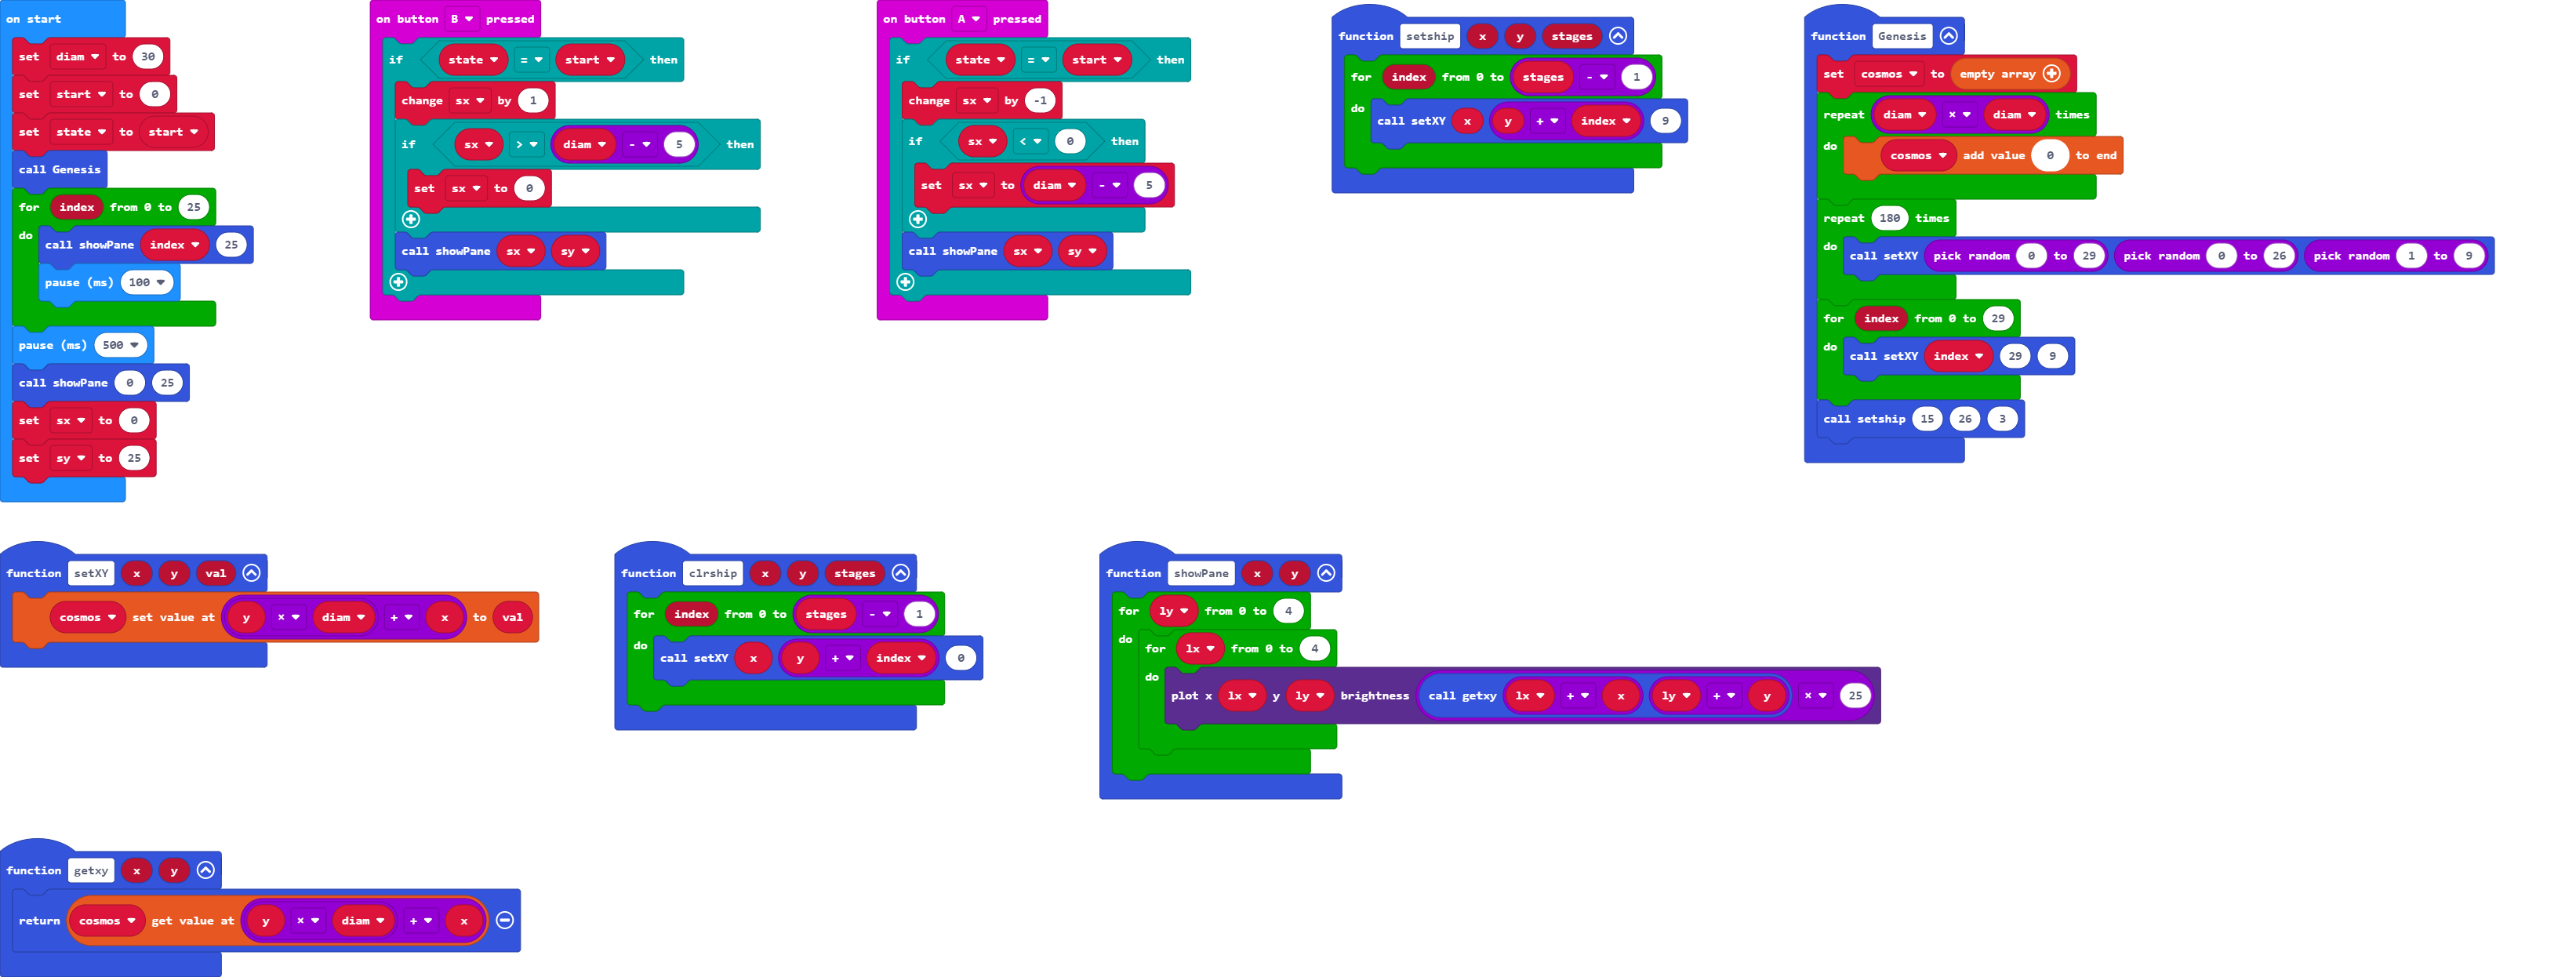 on start
set diam to 30
set start to 0
set state to start
call Genesis
for index from 0 to 25
do
call showPane index 25
pause (ms) 100
pause (ms) 500
call showPane 0 25
set sx to 0
set sy to 25
on button B pressed
if state = start then
change sx by 1
if sx > diam - 5 then
set sx to 0
call showPane sx sy
on button A pressed
if state = start then
change sx by -1
if sx < 0 then
set sx to diam - 5
call showPane sx sy
function setship x y stages
for index from 0 to stages - 1
do
call setXY x y + index 9
function Genesis
set cosmos to empty array
repeat diam × diam times
do
cosmos add value 0 to end
repeat 180 times
do
call setXY pick random 0 to 29 pick random 0 to 26 pick random 1 to 9
for index from 0 to 29
do
call setXY index 29 9
call setship 15 26 3
function setXY x y val
cosmos set value at y × diam + x to val
function clrship x y stages
for index from 0 to stages - 1
do
call setXY x y + index 0
function showPane x y
for ly from 0 to 4
do
for lx from 0 to 4
do
plot x lx y ly brightness call getxy lx + x ly + y × 25
function getxy x y
return cosmos get value at y × diam + x